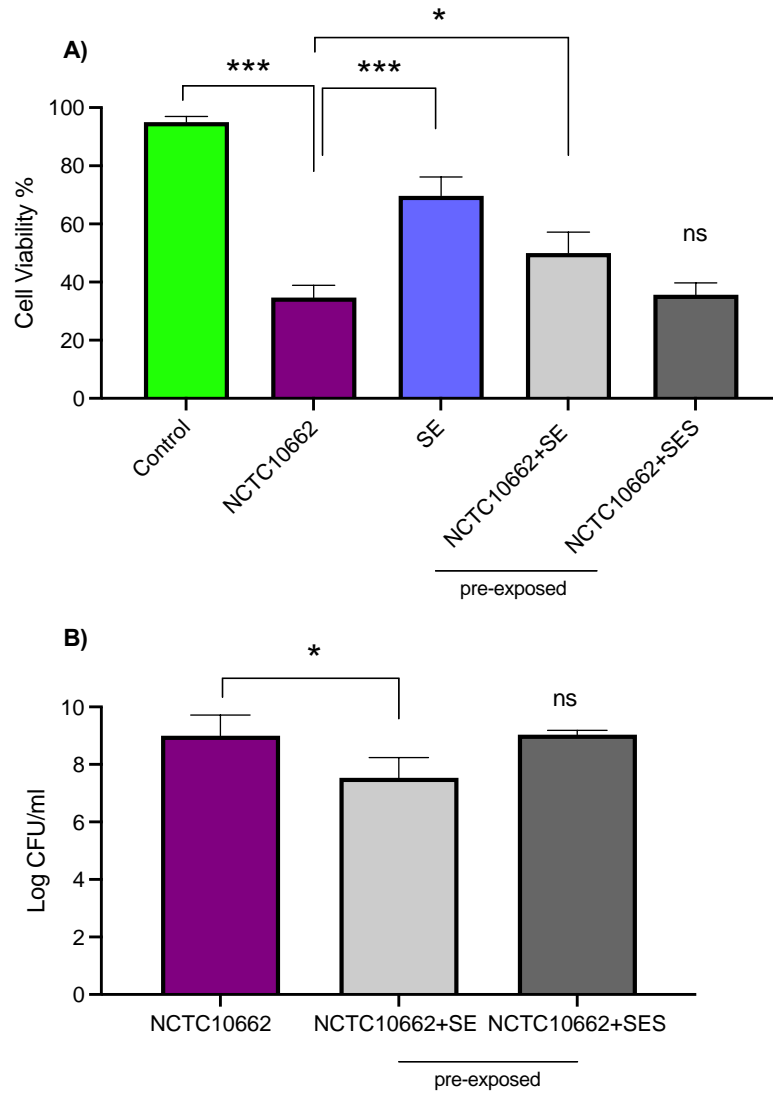 A)
*
***
***
100
80
60
40
20
0
Cell Viability %
ns
Control
NCTC10662
SE
NCTC10662+SE
NCTC10662+SES
pre-exposed
B)
*
ns
10
8
6
4
2
0
Log CFU/ml
NCTC10662
NCTC10662+SE
NCTC10662+SES
pre-exposed